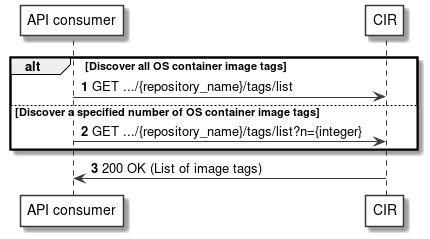 API consumer CIR
alt [Discover all OS container image tags]
1 GET .../{repository_name}/tags/list
[Discover a specified number of OS container image tags]
2 GET .../{repository_name}/tags/list?n={integer}
3 200 OK (List of image tags)
API consumer CIR